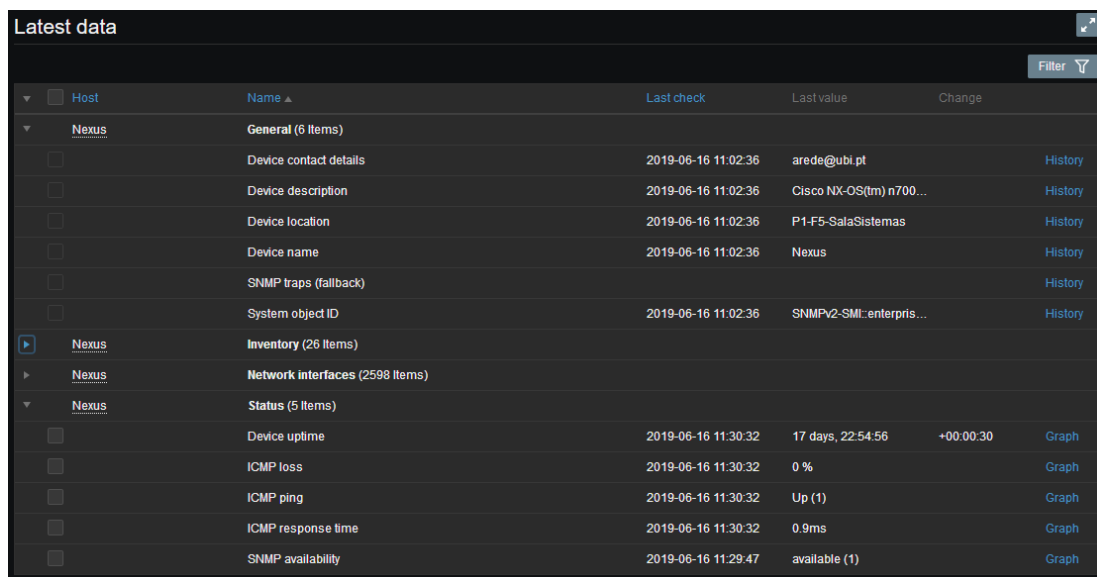 Latest data
Filter
Host Name Last check Last value Change
Nexus General (6 Items)
Device contact details 2019-06-16 11:02:36 arede@ubi.pt History
Device description 2019-06-16 11:02:36 Cisco NX-OS(tm) n700... History
Device location 2019-06-16 11:02:36 P1-F5-SalaSistemas History
Device name 2019-06-16 11:02:36 Nexus History
SNMP traps (fallback) History
System object ID 2019-06-16 11:02:36 SNMPv2-SMI::enterpris... History
Nexus Inventory (26 Items)
Nexus Network interfaces (2598 Items)
Nexus Status (5 Items)
Device uptime 2019-06-16 11:30:32 17 days, 22:54:56 +00:00:30 Graph
ICMP loss 2019-06-16 11:30:32 0 % Graph
ICMP ping 2019-06-16 11:30:32 Up (1) Graph
ICMP response time 2019-06-16 11:30:32 0.9ms Graph
SNMP availability 2019-06-16 11:29:47 available (1) Graph